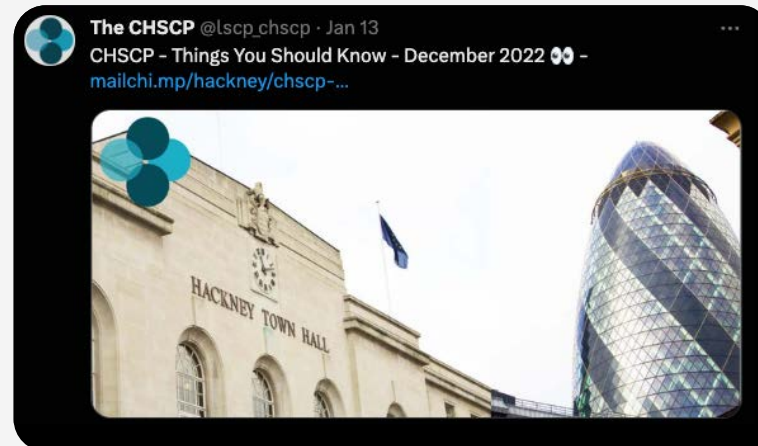 The CHSCP @lscp_chscp · Jan 13 ...
CHSCP - Things You Should Know - December 2022 👀 -
mailchi.mp/hackney/chscp-...
HACKNEY TOWN HALL